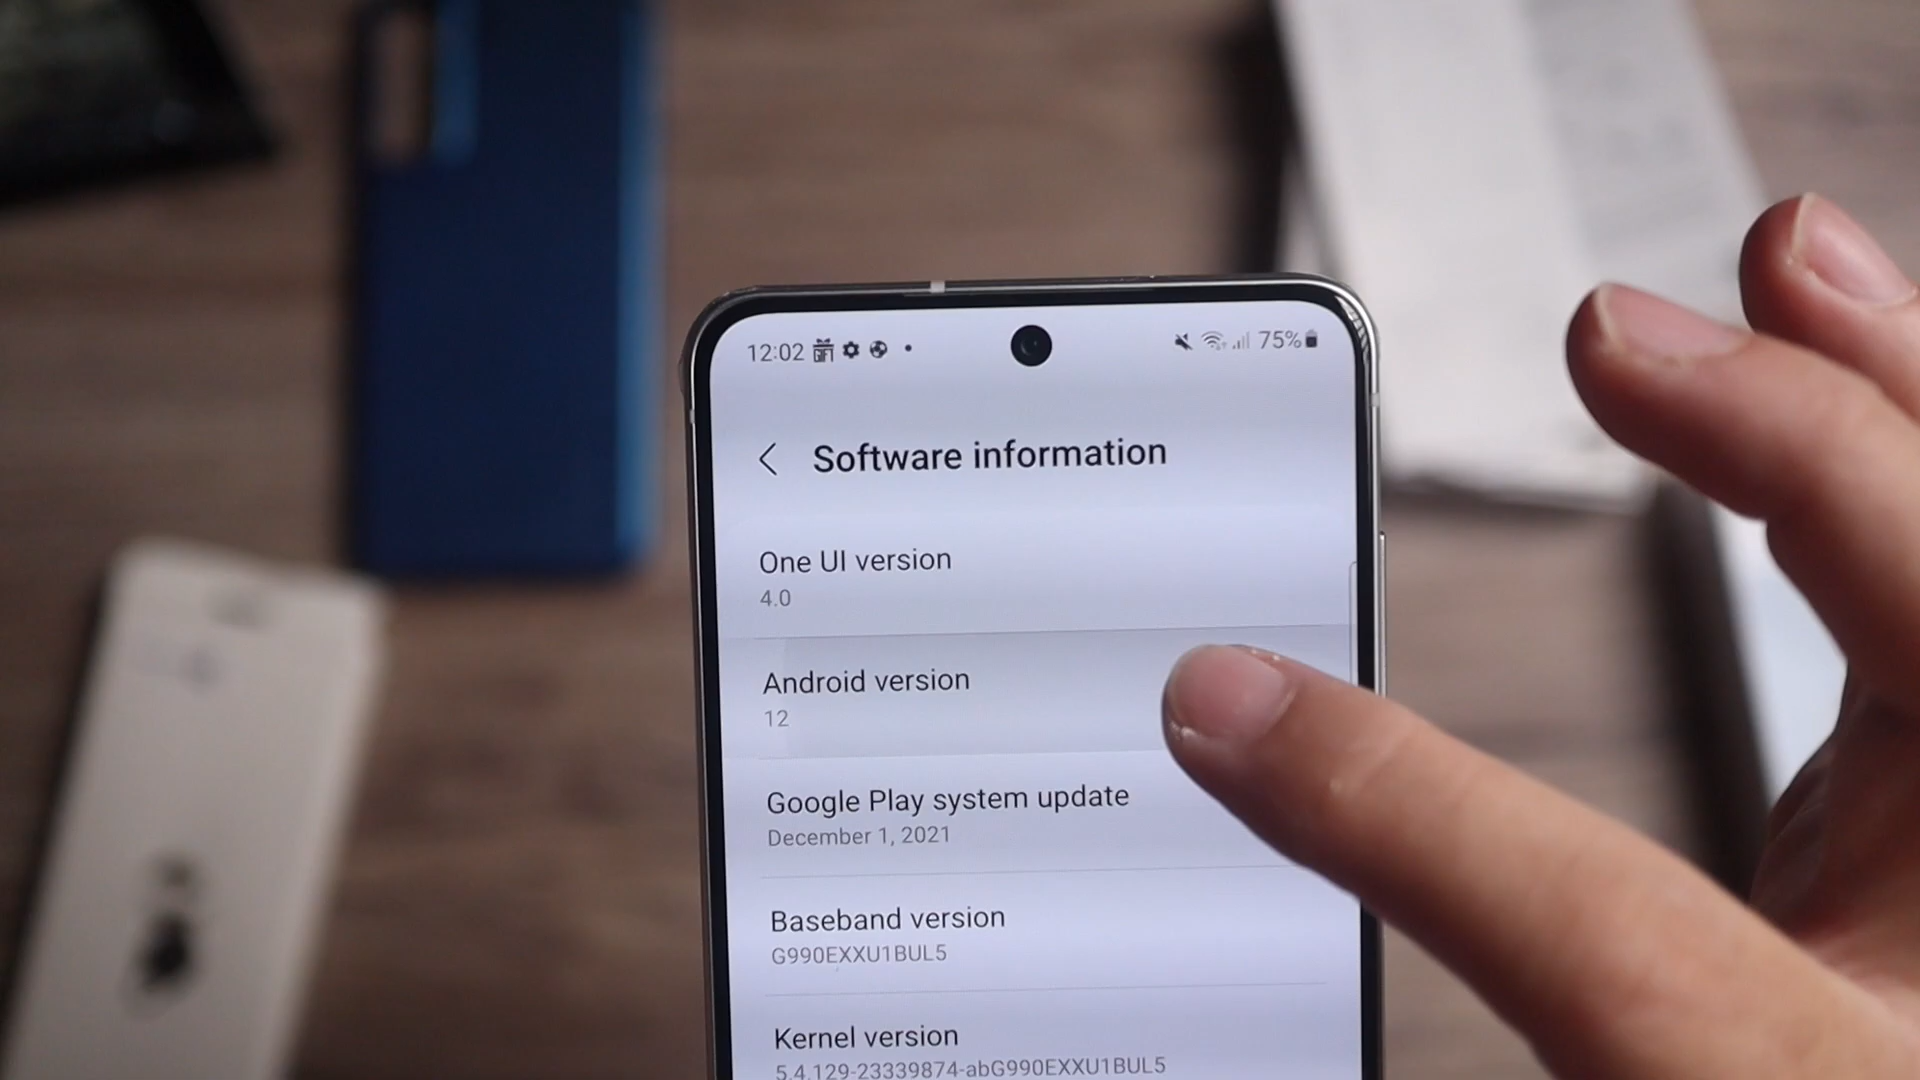 12:02 GIFT 75%
Software information
One UI version
4.0
Android version
12
Google Play system update
December 1, 2021
Baseband version
G990EXXU1BUL5
Kernel version
5.4.129-23339874-abG990EXXU1BUL5